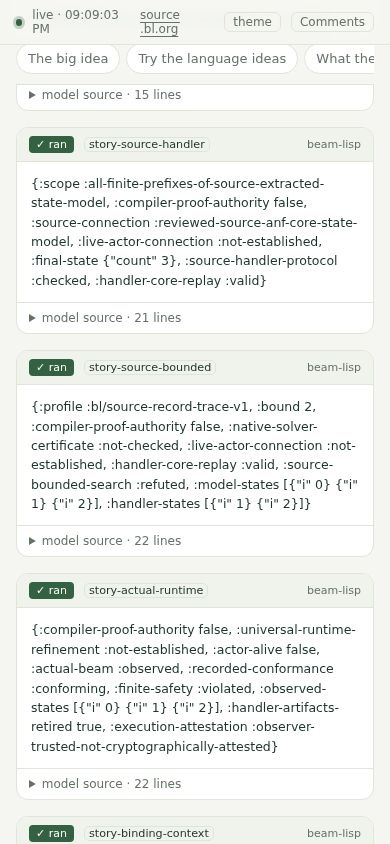 live · 09:09:03 PM
source.bl.org
theme
Comments
The big idea
Try the language ideas
What the
▶ model source · 15 lines
✓ ran
story-source-handler
beam-lisp
{:scope :all-finite-prefixes-of-source-extracted-
state-model, :compiler-proof-authority false,
:source-connection :reviewed-source-anf-core-state-
model, :live-actor-connection :not-established,
:final-state {"count" 3}, :source-handler-protocol
:checked, :handler-core-replay :valid}
▶ model source · 21 lines
✓ ran
story-source-bounded
beam-lisp
{:profile :bl/source-record-trace-v1, :bound 2,
:compiler-proof-authority false, :native-solver-
certificate :not-checked, :live-actor-connection :not-
established, :handler-core-replay :valid, :source-
bounded-search :refuted, :model-states [{"i" 0} {"i"
1} {"i" 2}], :handler-states [{"i" 1} {"i" 2}]}
▶ model source · 22 lines
✓ ran
story-actual-runtime
beam-lisp
{:compiler-proof-authority false, :universal-runtime-
refinement :not-established, :actor-alive false,
:actual-beam :observed, :recorded-conformance
:conforming, :finite-safety :violated, :observed-
states [{"i" 0} {"i" 1} {"i" 2}], :handler-artifacts-
retired true, :execution-attestation :observer-
trusted-not-cryptographically-attested}
▶ model source · 22 lines
✓ ran
story-binding-context
beam-lisp